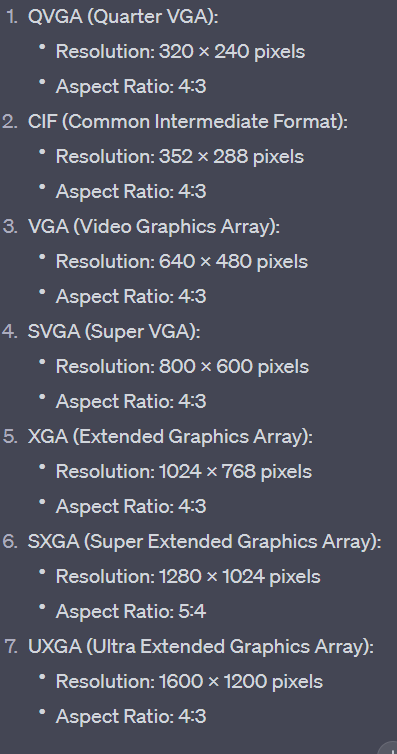 1. QVGA (Quarter VGA):
• Resolution: 320 × 240 pixels
• Aspect Ratio: 4:3
2. CIF (Common Intermediate Format):
• Resolution: 352 × 288 pixels
• Aspect Ratio: 4:3
3. VGA (Video Graphics Array):
• Resolution: 640 × 480 pixels
• Aspect Ratio: 4:3
4. SVGA (Super VGA):
• Resolution: 800 × 600 pixels
• Aspect Ratio: 4:3
5. XGA (Extended Graphics Array):
• Resolution: 1024 × 768 pixels
• Aspect Ratio: 4:3
6. SXGA (Super Extended Graphics Array):
• Resolution: 1280 × 1024 pixels
• Aspect Ratio: 5:4
7. UXGA (Ultra Extended Graphics Array):
• Resolution: 1600 × 1200 pixels
• Aspect Ratio: 4:3